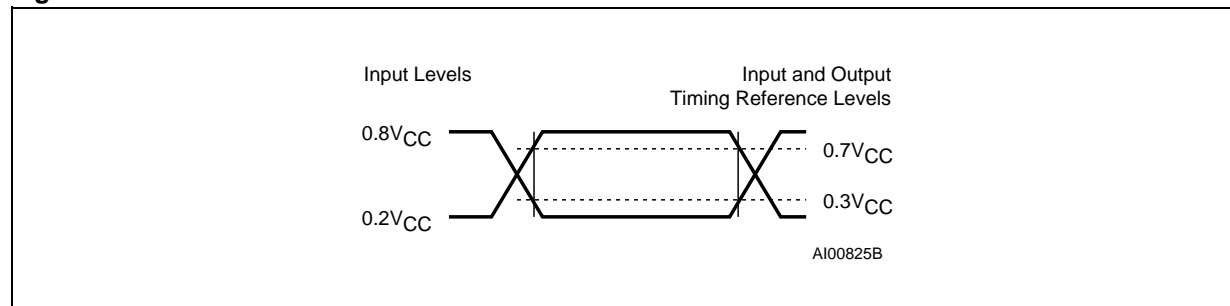 Input Levels
Input and Output
Timing Reference Levels
0.8VCC
0.7VCC
0.3VCC
0.2VCC
AI00825B